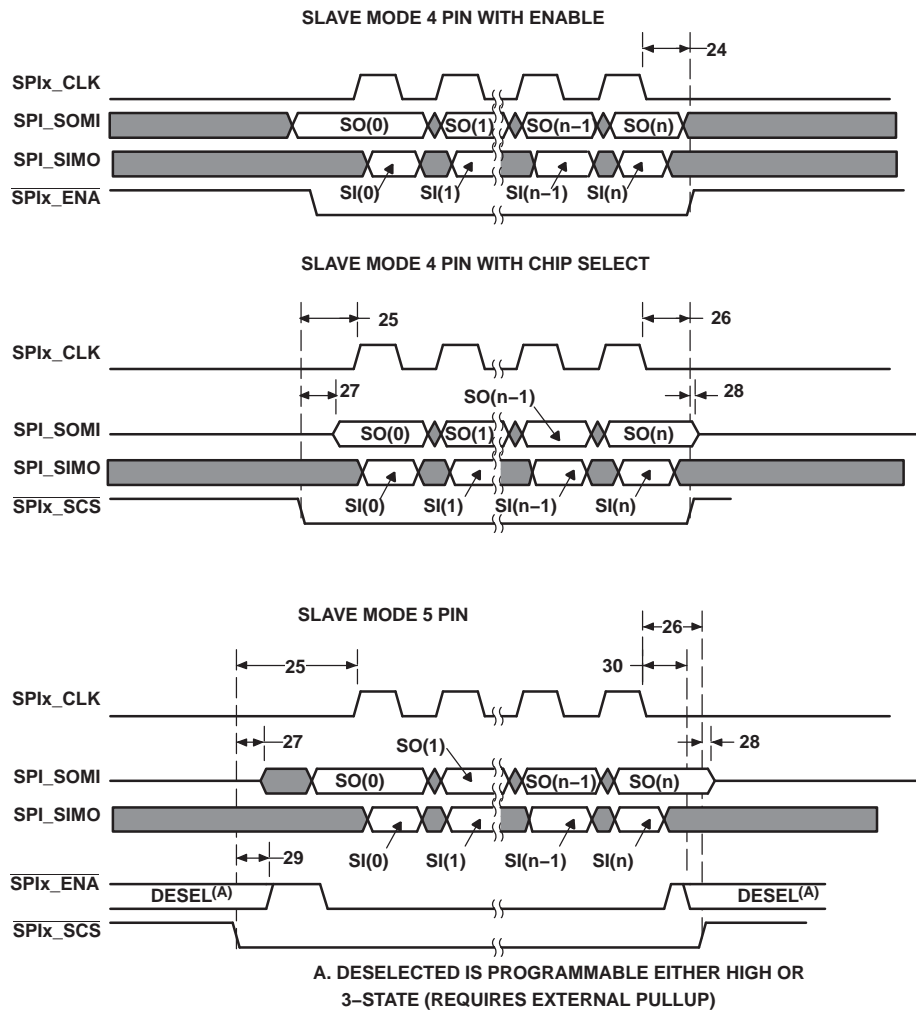 SLAVE MODE 4 PIN WITH ENABLE
24
SPIx_CLK
SPI_SOMI
SO(0)
SO(1)
SO(n−1
SO(n)
SPI_SIMO
SI(0)
SI(1)
SI(n−1)
SI(n)
SPIx_ENA
SLAVE MODE 4 PIN WITH CHIP SELECT
25
26
SPIx_CLK
27
SO(n−1)
28
SPI_SOMI
SO(0)
SO(1)
SO(n)
SPI_SIMO
SI(0)
SI(1)
SI(n−1)
SI(n)
SPIx_SCS
SLAVE MODE 5 PIN
26
25
30
SPIx_CLK
27
SO(1)
28
SPI_SOMI
SO(0)
SO(n−1)
SO(n)
SPI_SIMO
SI(0)
SI(1)
SI(n−1)
SI(n)
29
SPIx_ENA
DESEL(A)
DESEL(A)
SPIx_SCS
A. DESELECTED IS PROGRAMMABLE EITHER HIGH OR
3−STATE (REQUIRES EXTERNAL PULLUP)